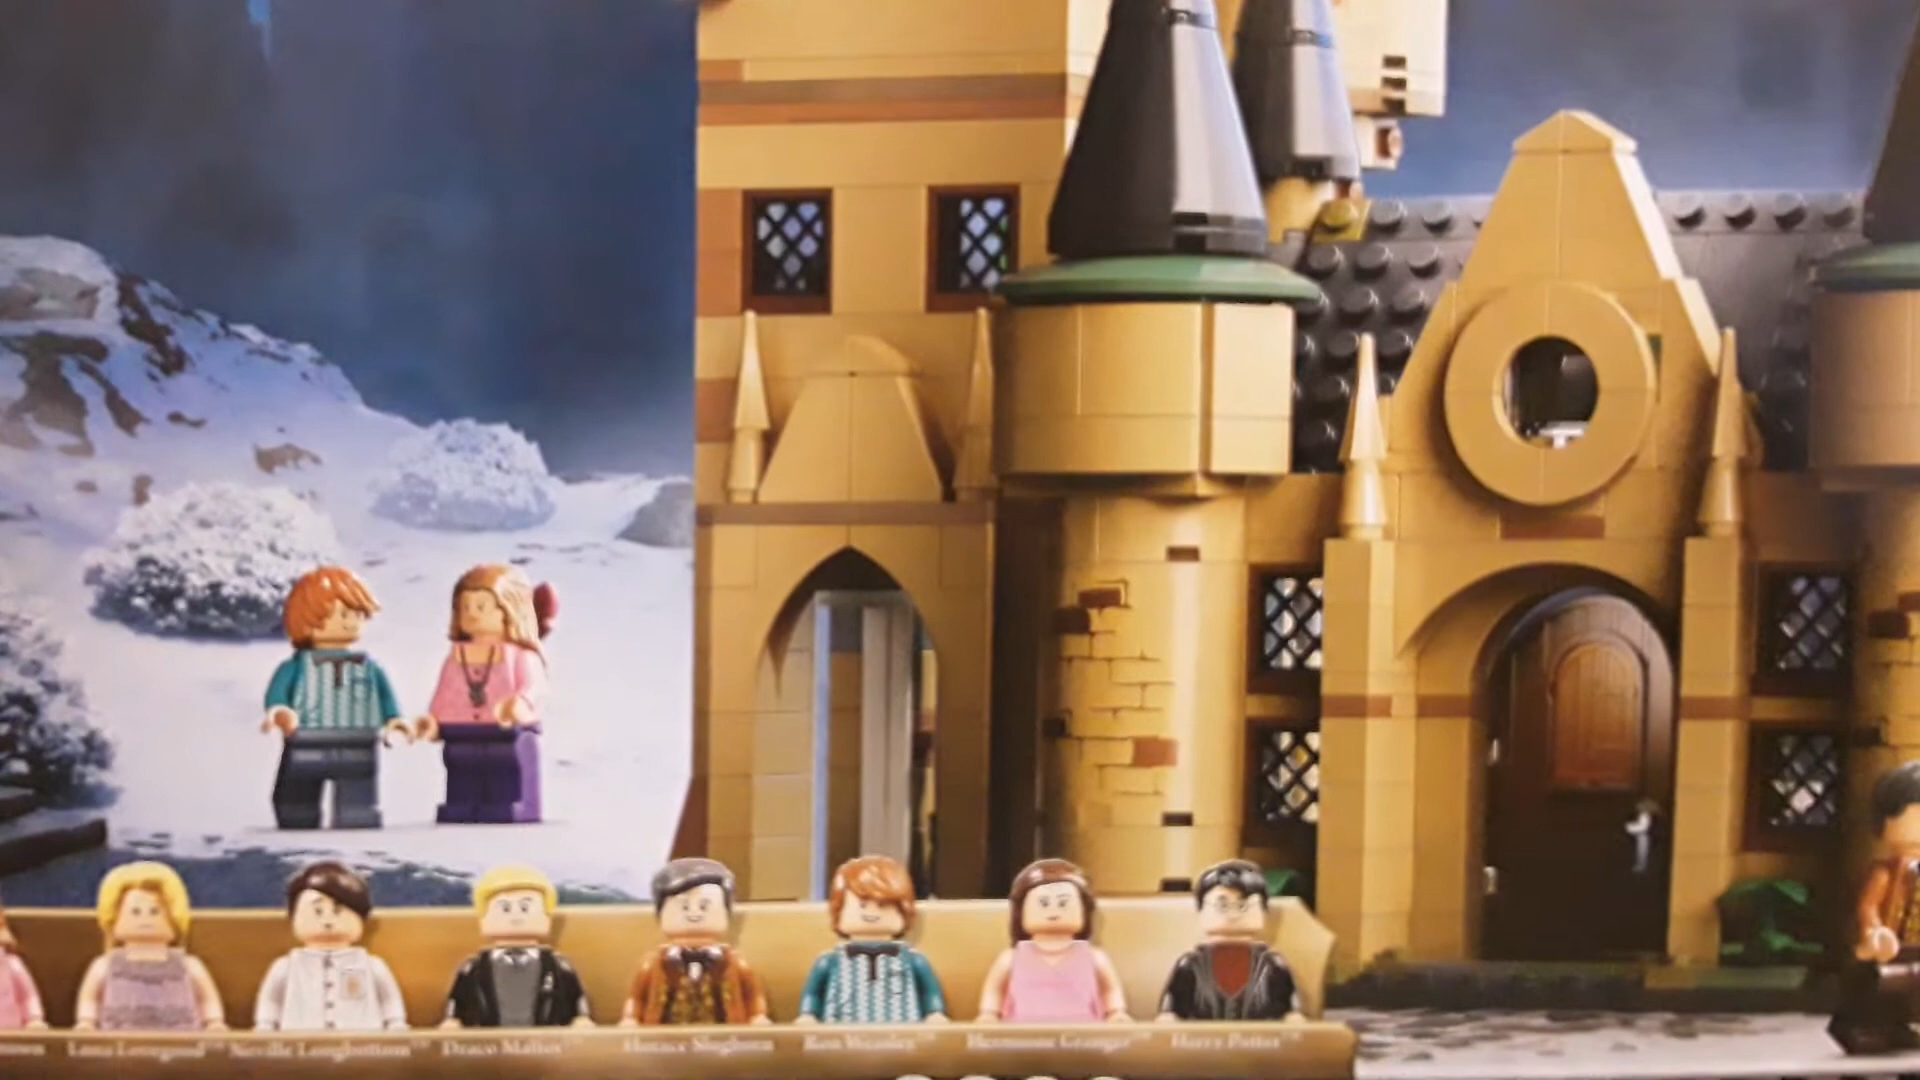 Luna Lovegood™ Neville Longbottom™ Draco Malfoy™ Horace Slughorn Ron Weasley™ Hermione Granger™ Harry Potter™